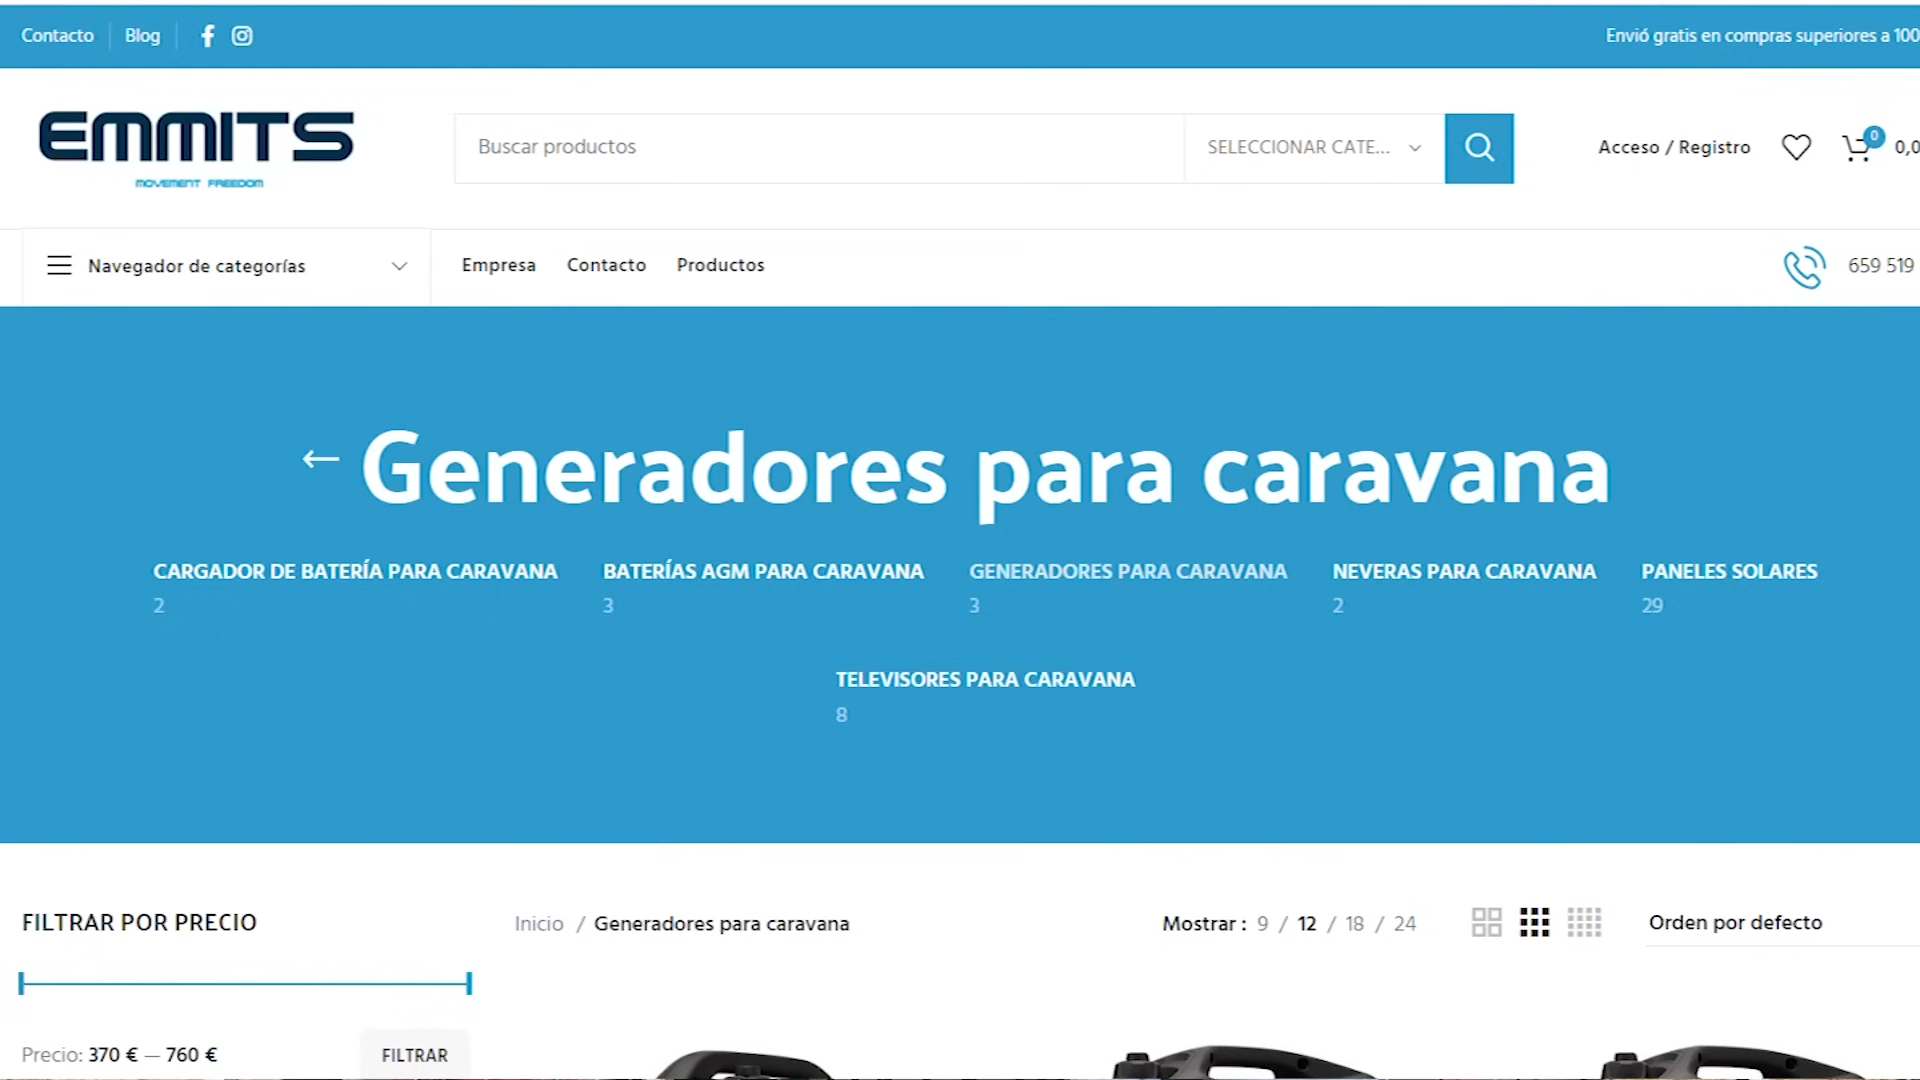 Contacto Blog Envió gratis en compras superiores a 100
EMMITS
MOVEMENT FREEDOM
Buscar productos SELECCIONAR CATE... Acceso / Registro 0 0,0
Navegador de categorías Empresa Contacto Productos 659 519
← Generadores para caravana
CARGADOR DE BATERÍA PARA CARAVANA BATERÍAS AGM PARA CARAVANA GENERADORES PARA CARAVANA NEVERAS PARA CARAVANA PANELES SOLARES
2 3 3 2 29
TELEVISORES PARA CARAVANA
8
FILTRAR POR PRECIO Inicio / Generadores para caravana Mostrar : 9 / 12 / 18 / 24 Orden por defecto
Precio: 370 € — 760 € FILTRAR